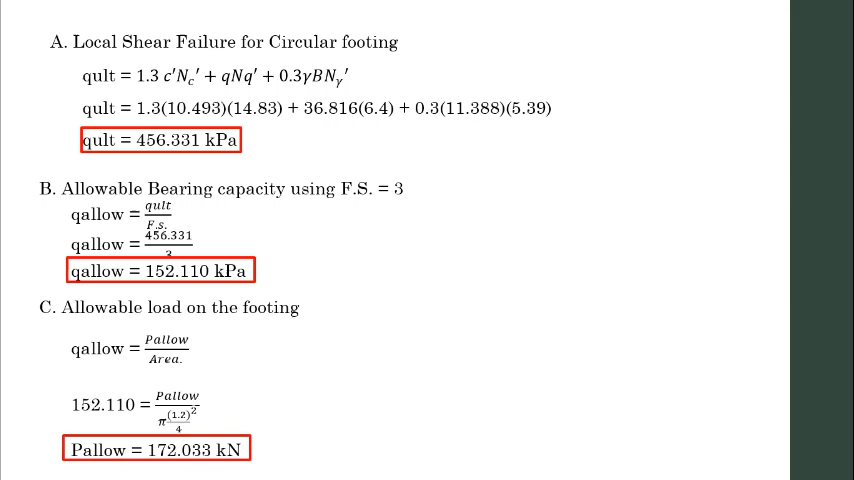 A. Local Shear Failure for Circular footing
qult = 1.3 c′N_c′ + qNq′ + 0.3γBN_γ′
qult = 1.3(10.493)(14.83) + 36.816(6.4) + 0.3(11.388)(5.39)
qult = 456.331 kPa
B. Allowable Bearing capacity using F.S. = 3
qallow = qult/F.s.
qallow = 456.331/3
qallow = 152.110 kPa
C. Allowable load on the footing
qallow = Pallow/Area.
152.110 = Pallow/π(1.2)²/4
Pallow = 172.033 kN